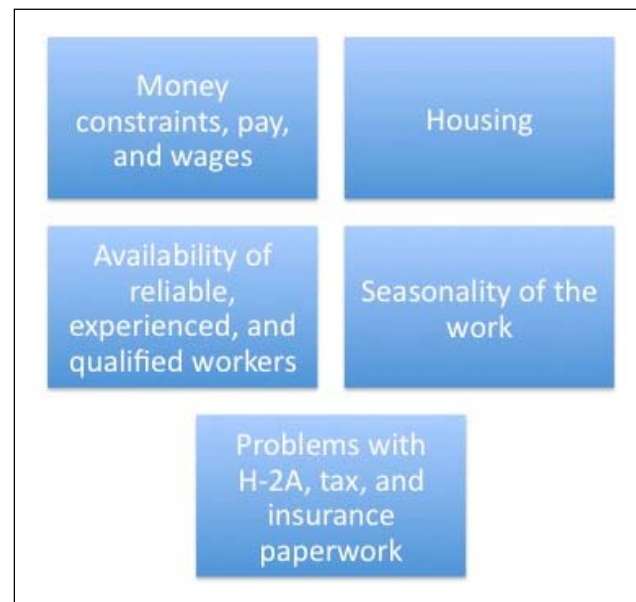 Money
constraints, pay,
and wages
Housing
Availability of
reliable,
experienced, and
qualified workers
Seasonality of the
work
Problems with
H-2A, tax, and
insurance
paperwork